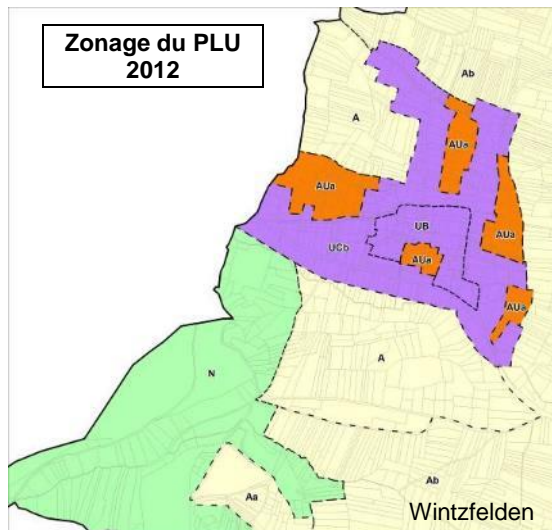 Zonage du PLU
2012
Ab
A
AUa
AUa
UB
AUa
UCb
AUa
AUa
N
A
Aa
Ab
Wintzfelden